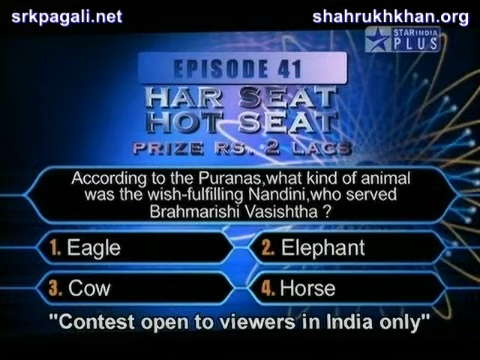 srkpagali.net
shahrukhkhan.org
STAR INDIA
PLUS
EPISODE 41
HAR SEAT
HOT SEAT
PRIZE RS. 2 LACS
According to the Puranas,what kind of animal
was the wish-fulfilling Nandini,who served
Brahmarishi Vasishtha ?
1. Eagle
2. Elephant
3. Cow
4. Horse
"Contest open to viewers in India only"